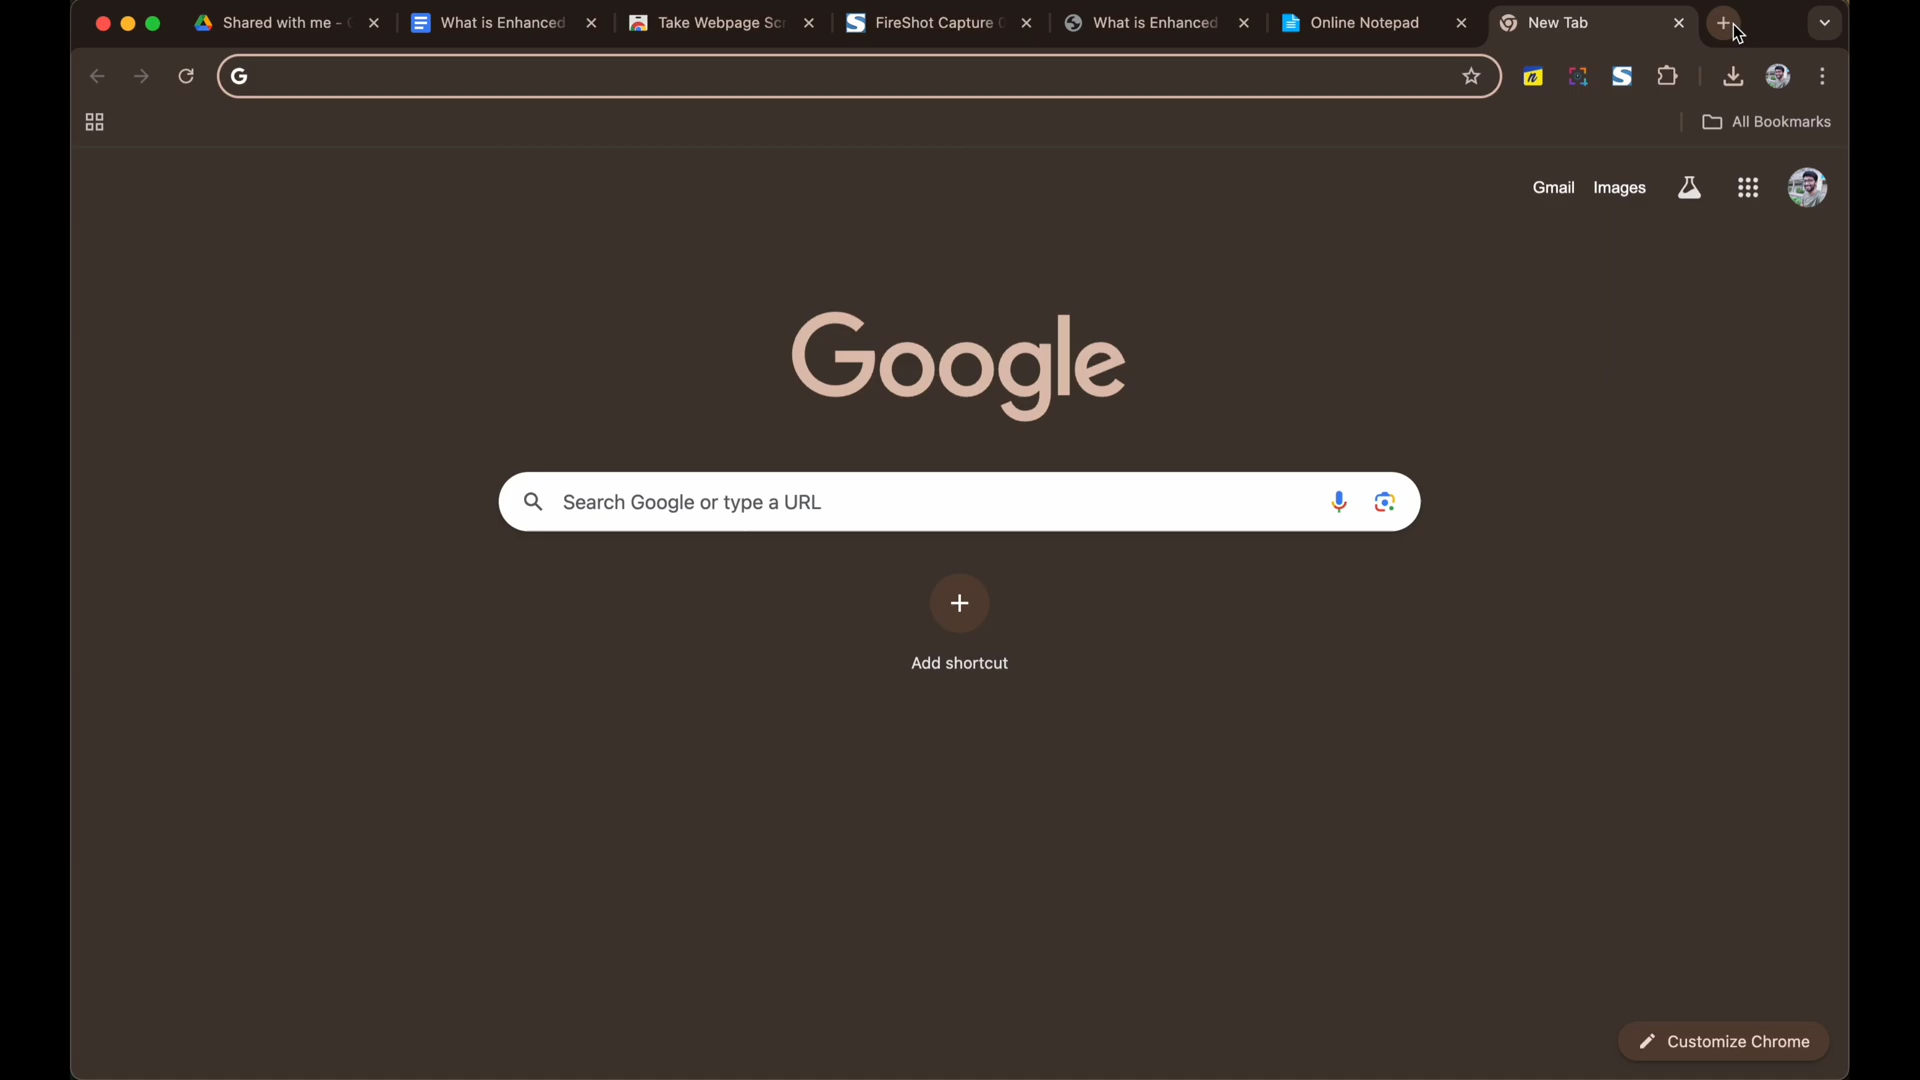 Shared with me -
What is Enhanced
Take Webpage Scr
FireShot Capture
What is Enhanced
Online Notepad
New Tab
All Bookmarks
Gmail
Images
Google
Search Google or type a URL
Add shortcut
Customize Chrome